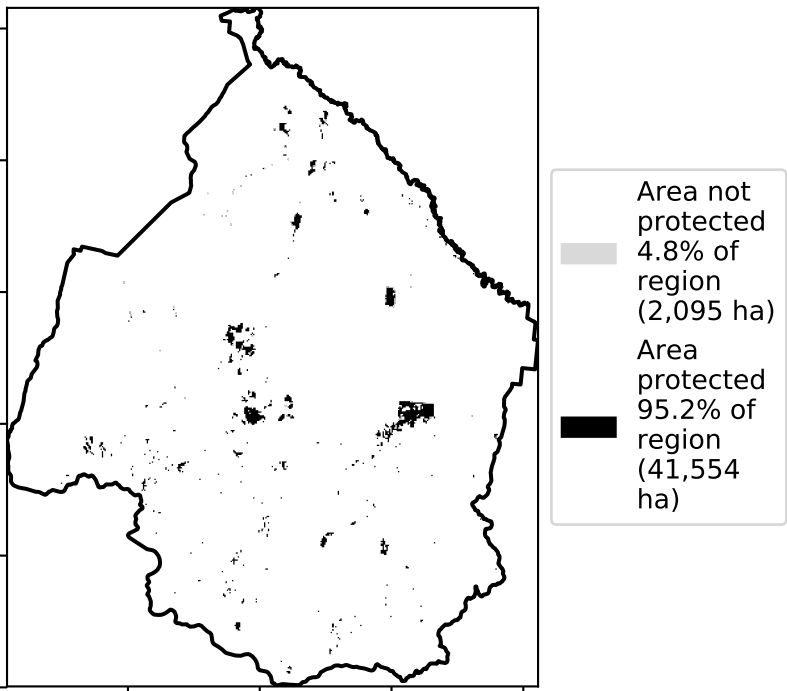 Area not
protected
4.8% of
region
(2,095 ha)
Area
protected
95.2% of
region
(41,554
ha)